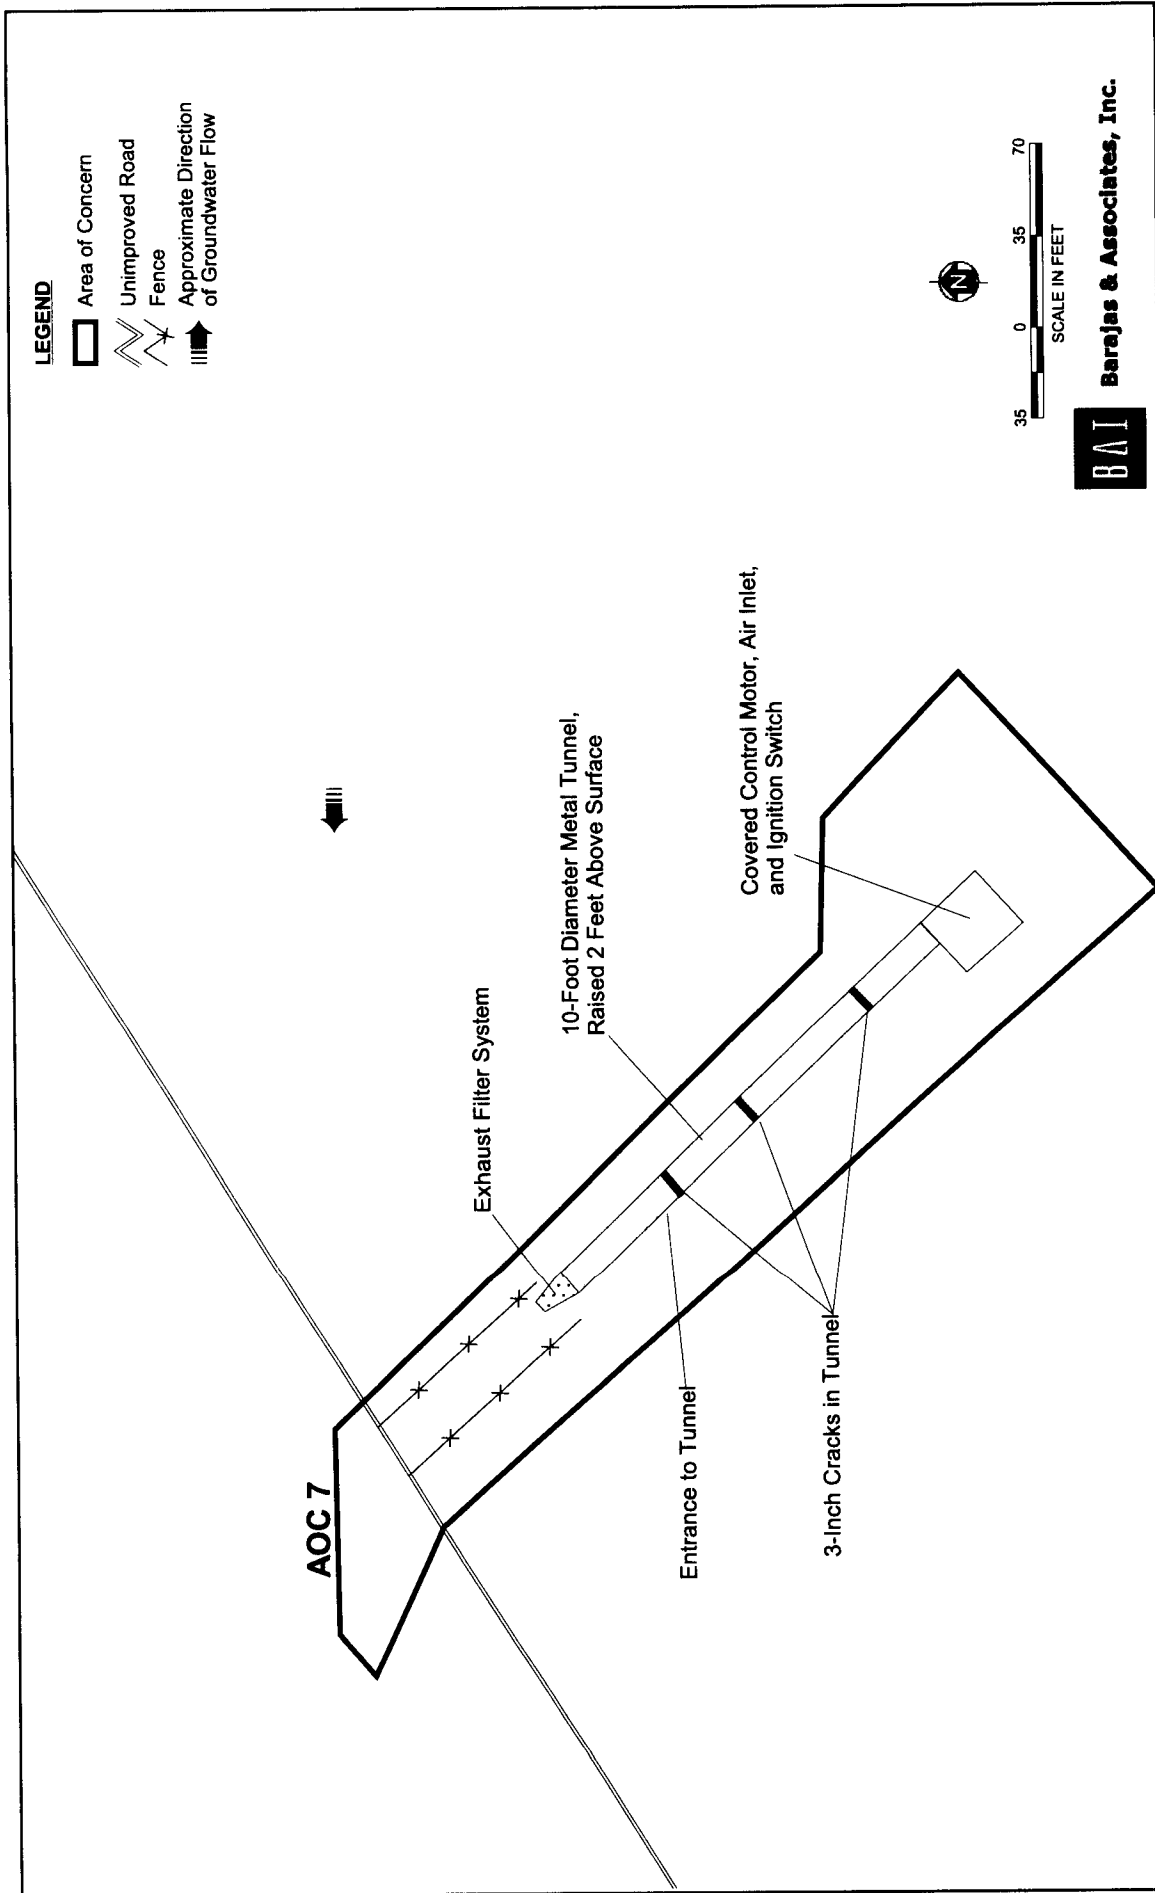 LEGEND
Area of Concern
Unimproved Road
Fence
Approximate Direction
of Groundwater Flow
AOC 7
Exhaust Filter System
10-Foot Diameter Metal Tunnel,
Raised 2 Feet Above Surface
Entrance to Tunnel
Covered Control Motor, Air Inlet,
and Ignition Switch
3-Inch Cracks in Tunnel
N
35 0 35 70
SCALE IN FEET
BAI
Barajas & Associates, Inc.